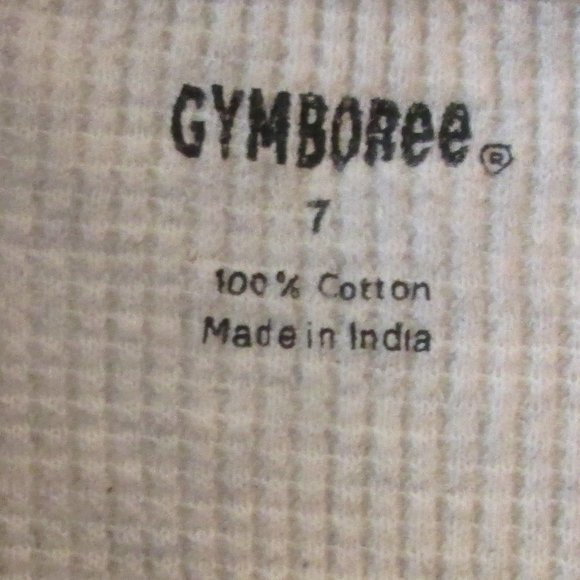 GYMBORee®
7
100% Cotton
Made in India